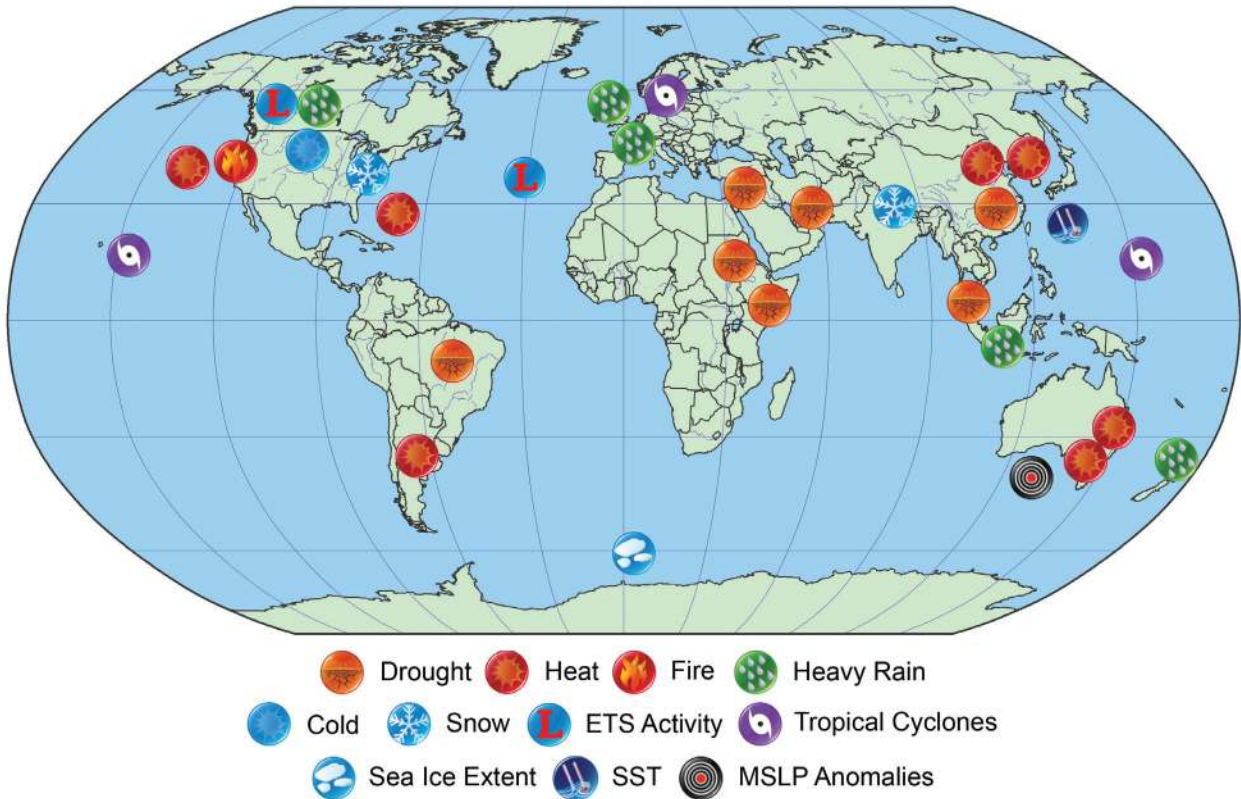 Drought Heat Fire Heavy Rain
Cold Snow L ETS Activity Tropical Cyclones
Sea Ice Extent SST MSLP Anomalies
L
L